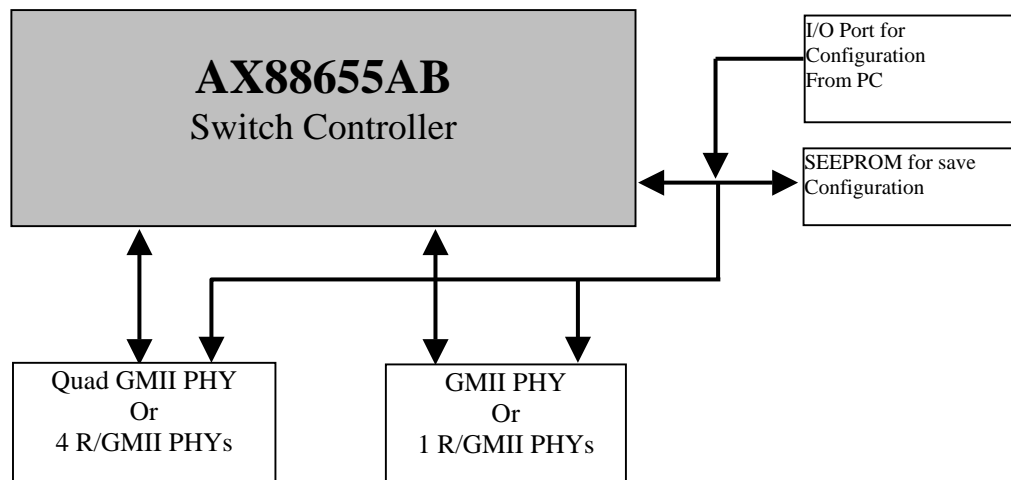 AX88655AB
Switch Controller
I/O Port for
Configuration
From PC
SEEPROM for save
Configuration
Quad GMII PHY
Or
4 R/GMII PHYs
GMII PHY
Or
1 R/GMII PHYs